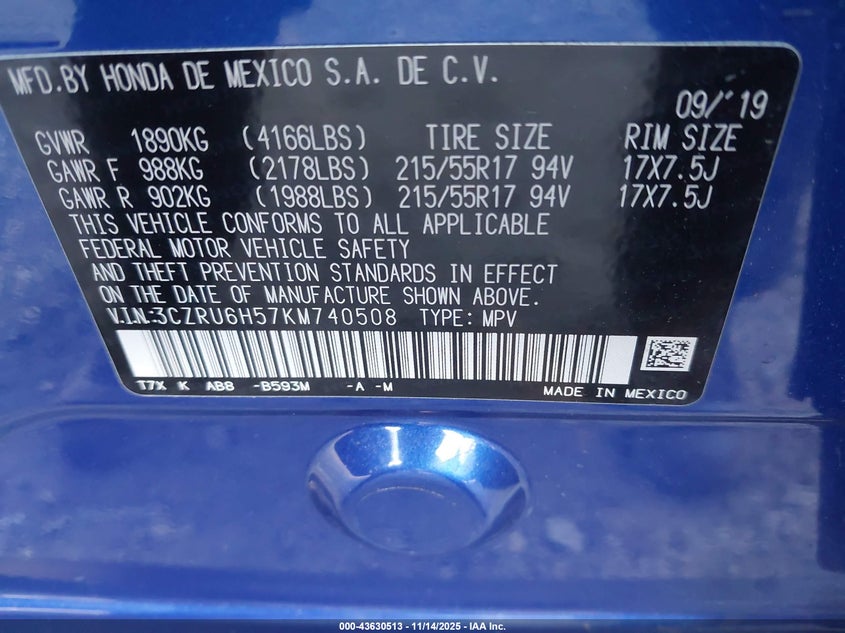 MFD.BY HONDA DE MEXICO S.A. DE C.V.
09/'19
GVWR 1890KG (4166LBS) TIRE SIZE RIM SIZE
GAWR F 988KG (2178LBS) 215/55R17 94V 17X7.5J
GAWR R 902KG (1988LBS) 215/55R17 94V 17X7.5J
THIS VEHICLE CONFORMS TO ALL APPLICABLE
FEDERAL MOTOR VEHICLE SAFETY
AND THEFT PREVENTION STANDARDS IN EFFECT
ON THE DATE OF MANUFACTURE SHOWN ABOVE.
V.I.N.:3CZRU6H57KM740508 TYPE: MPV
T7X K AB8 -B593M -A -M
MADE IN MEXICO
000-43630513 - 11/14/2025 - IAA Inc.